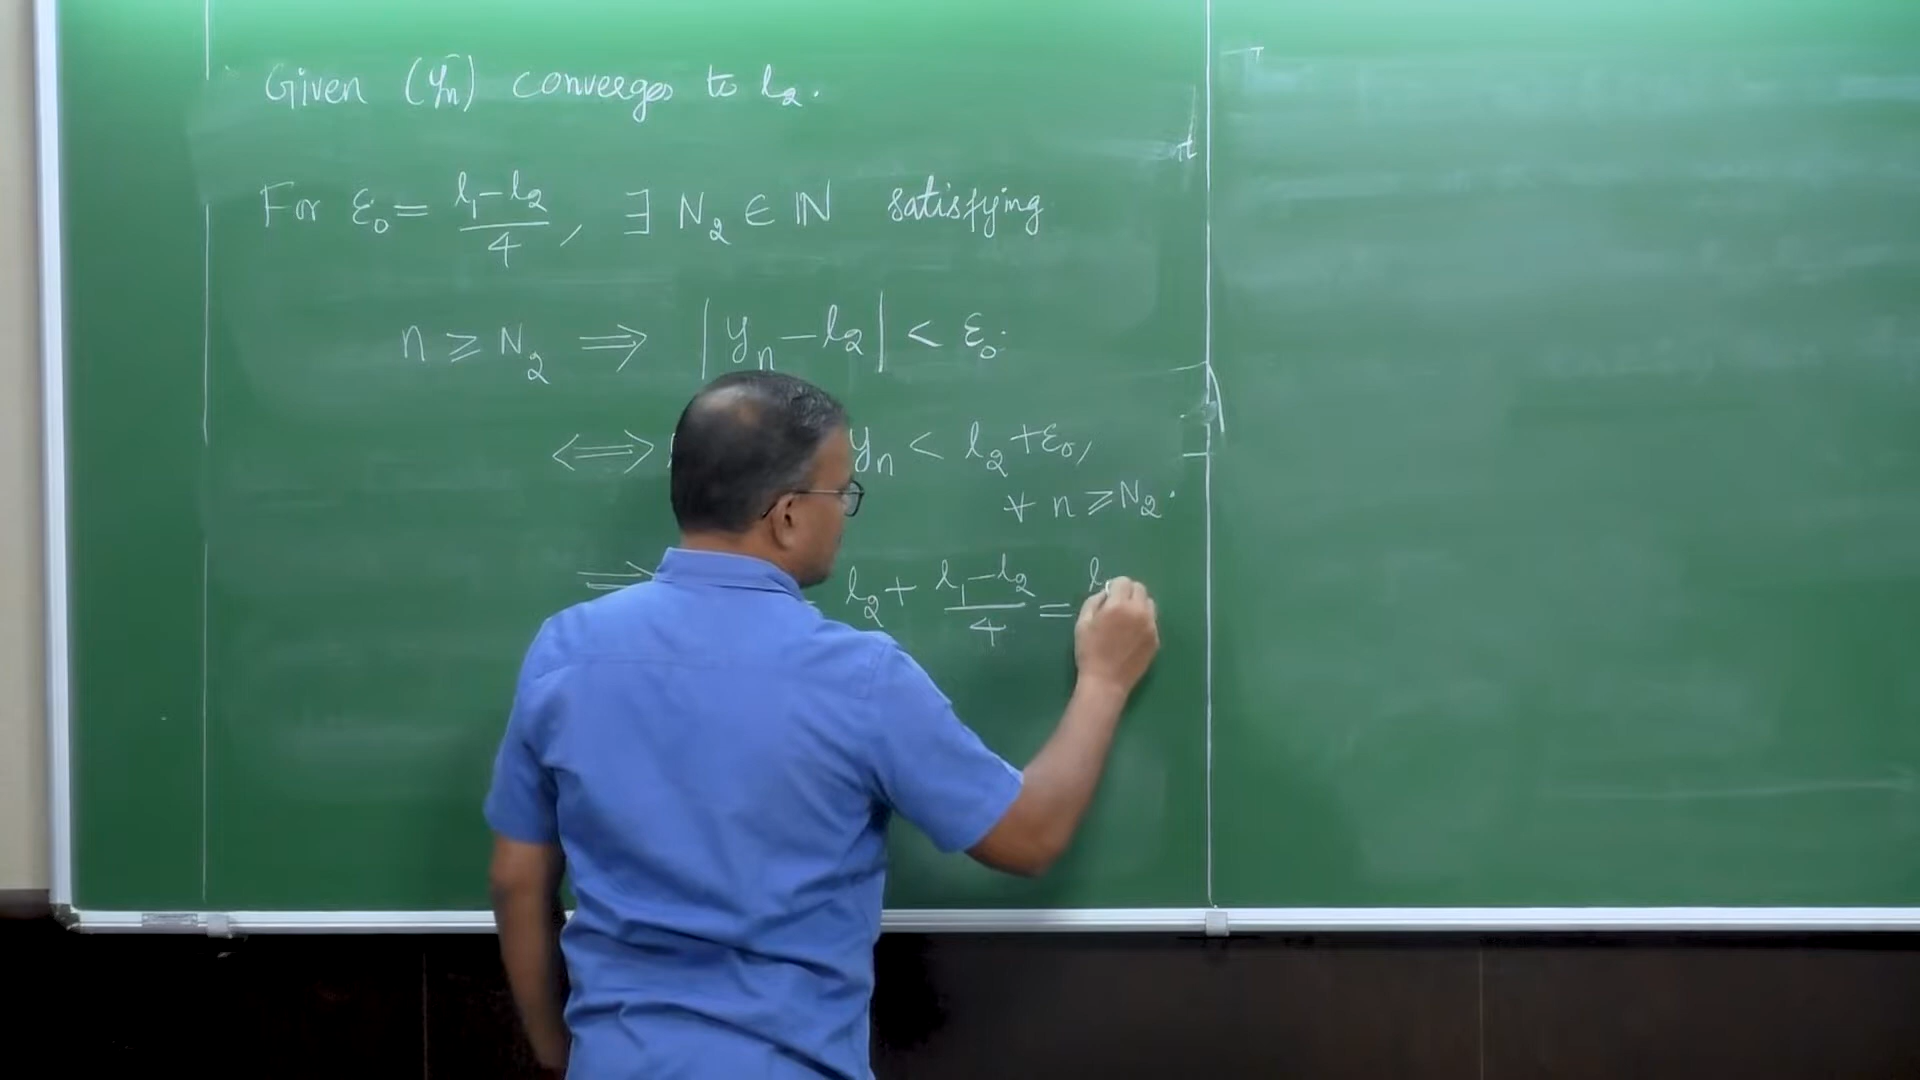 Given (yₙ) converges to l₂.
For ε₀ = (l₁ - l₂)/4, ∃ N₂ ∈ ℕ satisfying
n ≥ N₂ ⟹ |yₙ - l₂| < ε₀.
⟺ yₙ < l₂ + ε₀,
∀ n ≥ N₂.
⟹ l₂ + (l₁ - l₂)/4 = l